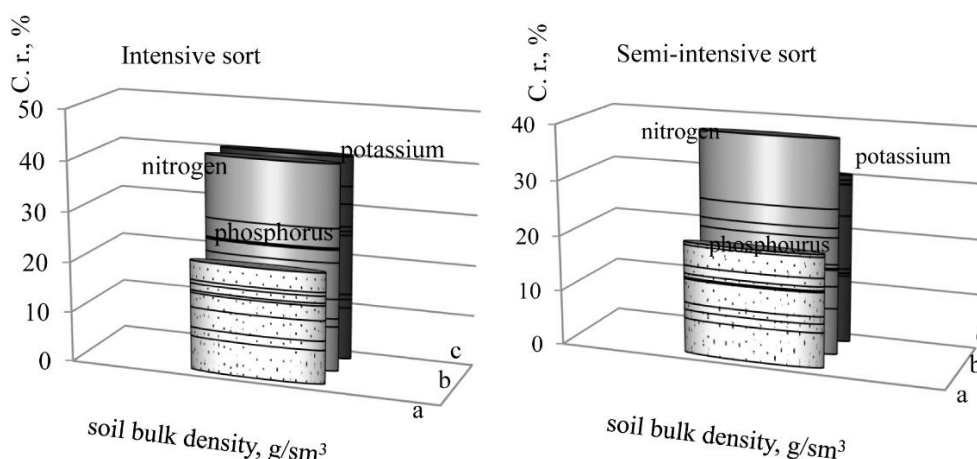 Intensive sort
C. r., %
50
40
30
20
10
0
nitrogen
potassium
phosphorus
c
b
a
soil bulk density, g/sm³
Semi-intensive sort
C. r., %
40
30
20
10
0
nitrogen
potassium
phosphourus
b
a
soil bulk density, g/sm³